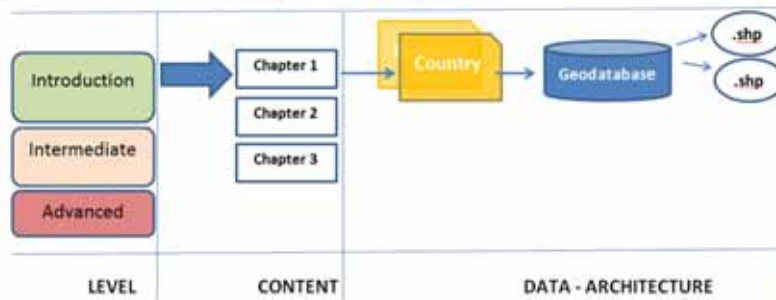 Introduction
Intermediate
Advanced
Chapter 1
Chapter 2
Chapter 3
Country
Geodatabase
.shp
.shp
LEVEL
CONTENT
DATA - ARCHITECTURE